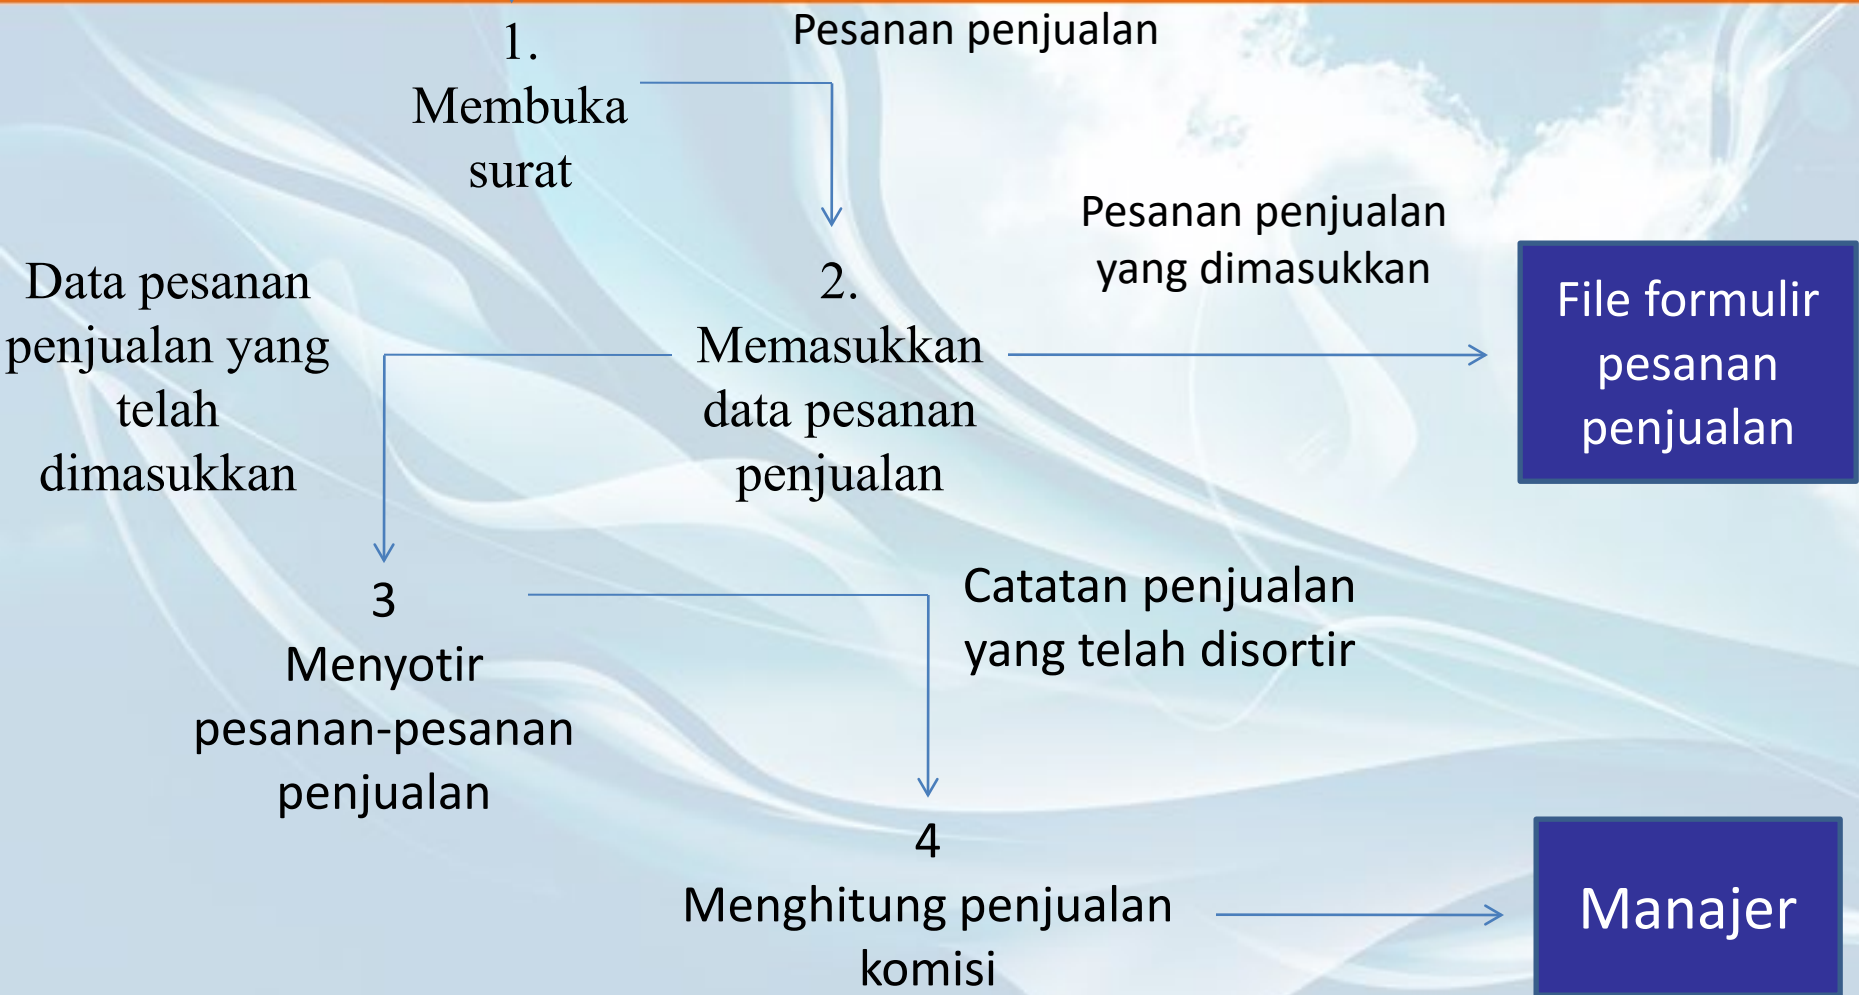 1.
Membuka
surat
Pesanan penjualan
Pesanan penjualan
yang dimasukkan
Data pesanan
penjualan yang
telah
dimasukkan
2.
Memasukkan
data pesanan
penjualan
File formulir
pesanan
penjualan
3
Menyotir
pesanan-pesanan
penjualan
Catatan penjualan
yang telah disortir
4
Menghitung penjualan
komisi
Manajer